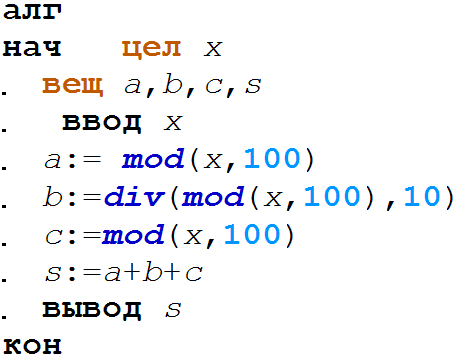 алг
нач цел x
. вещ a,b,c,s
. ввод x
. a:= mod(x,100)
. b:=div(mod(x,100),10)
. c:=mod(x,100)
. s:=a+b+c
. вывод s
кон